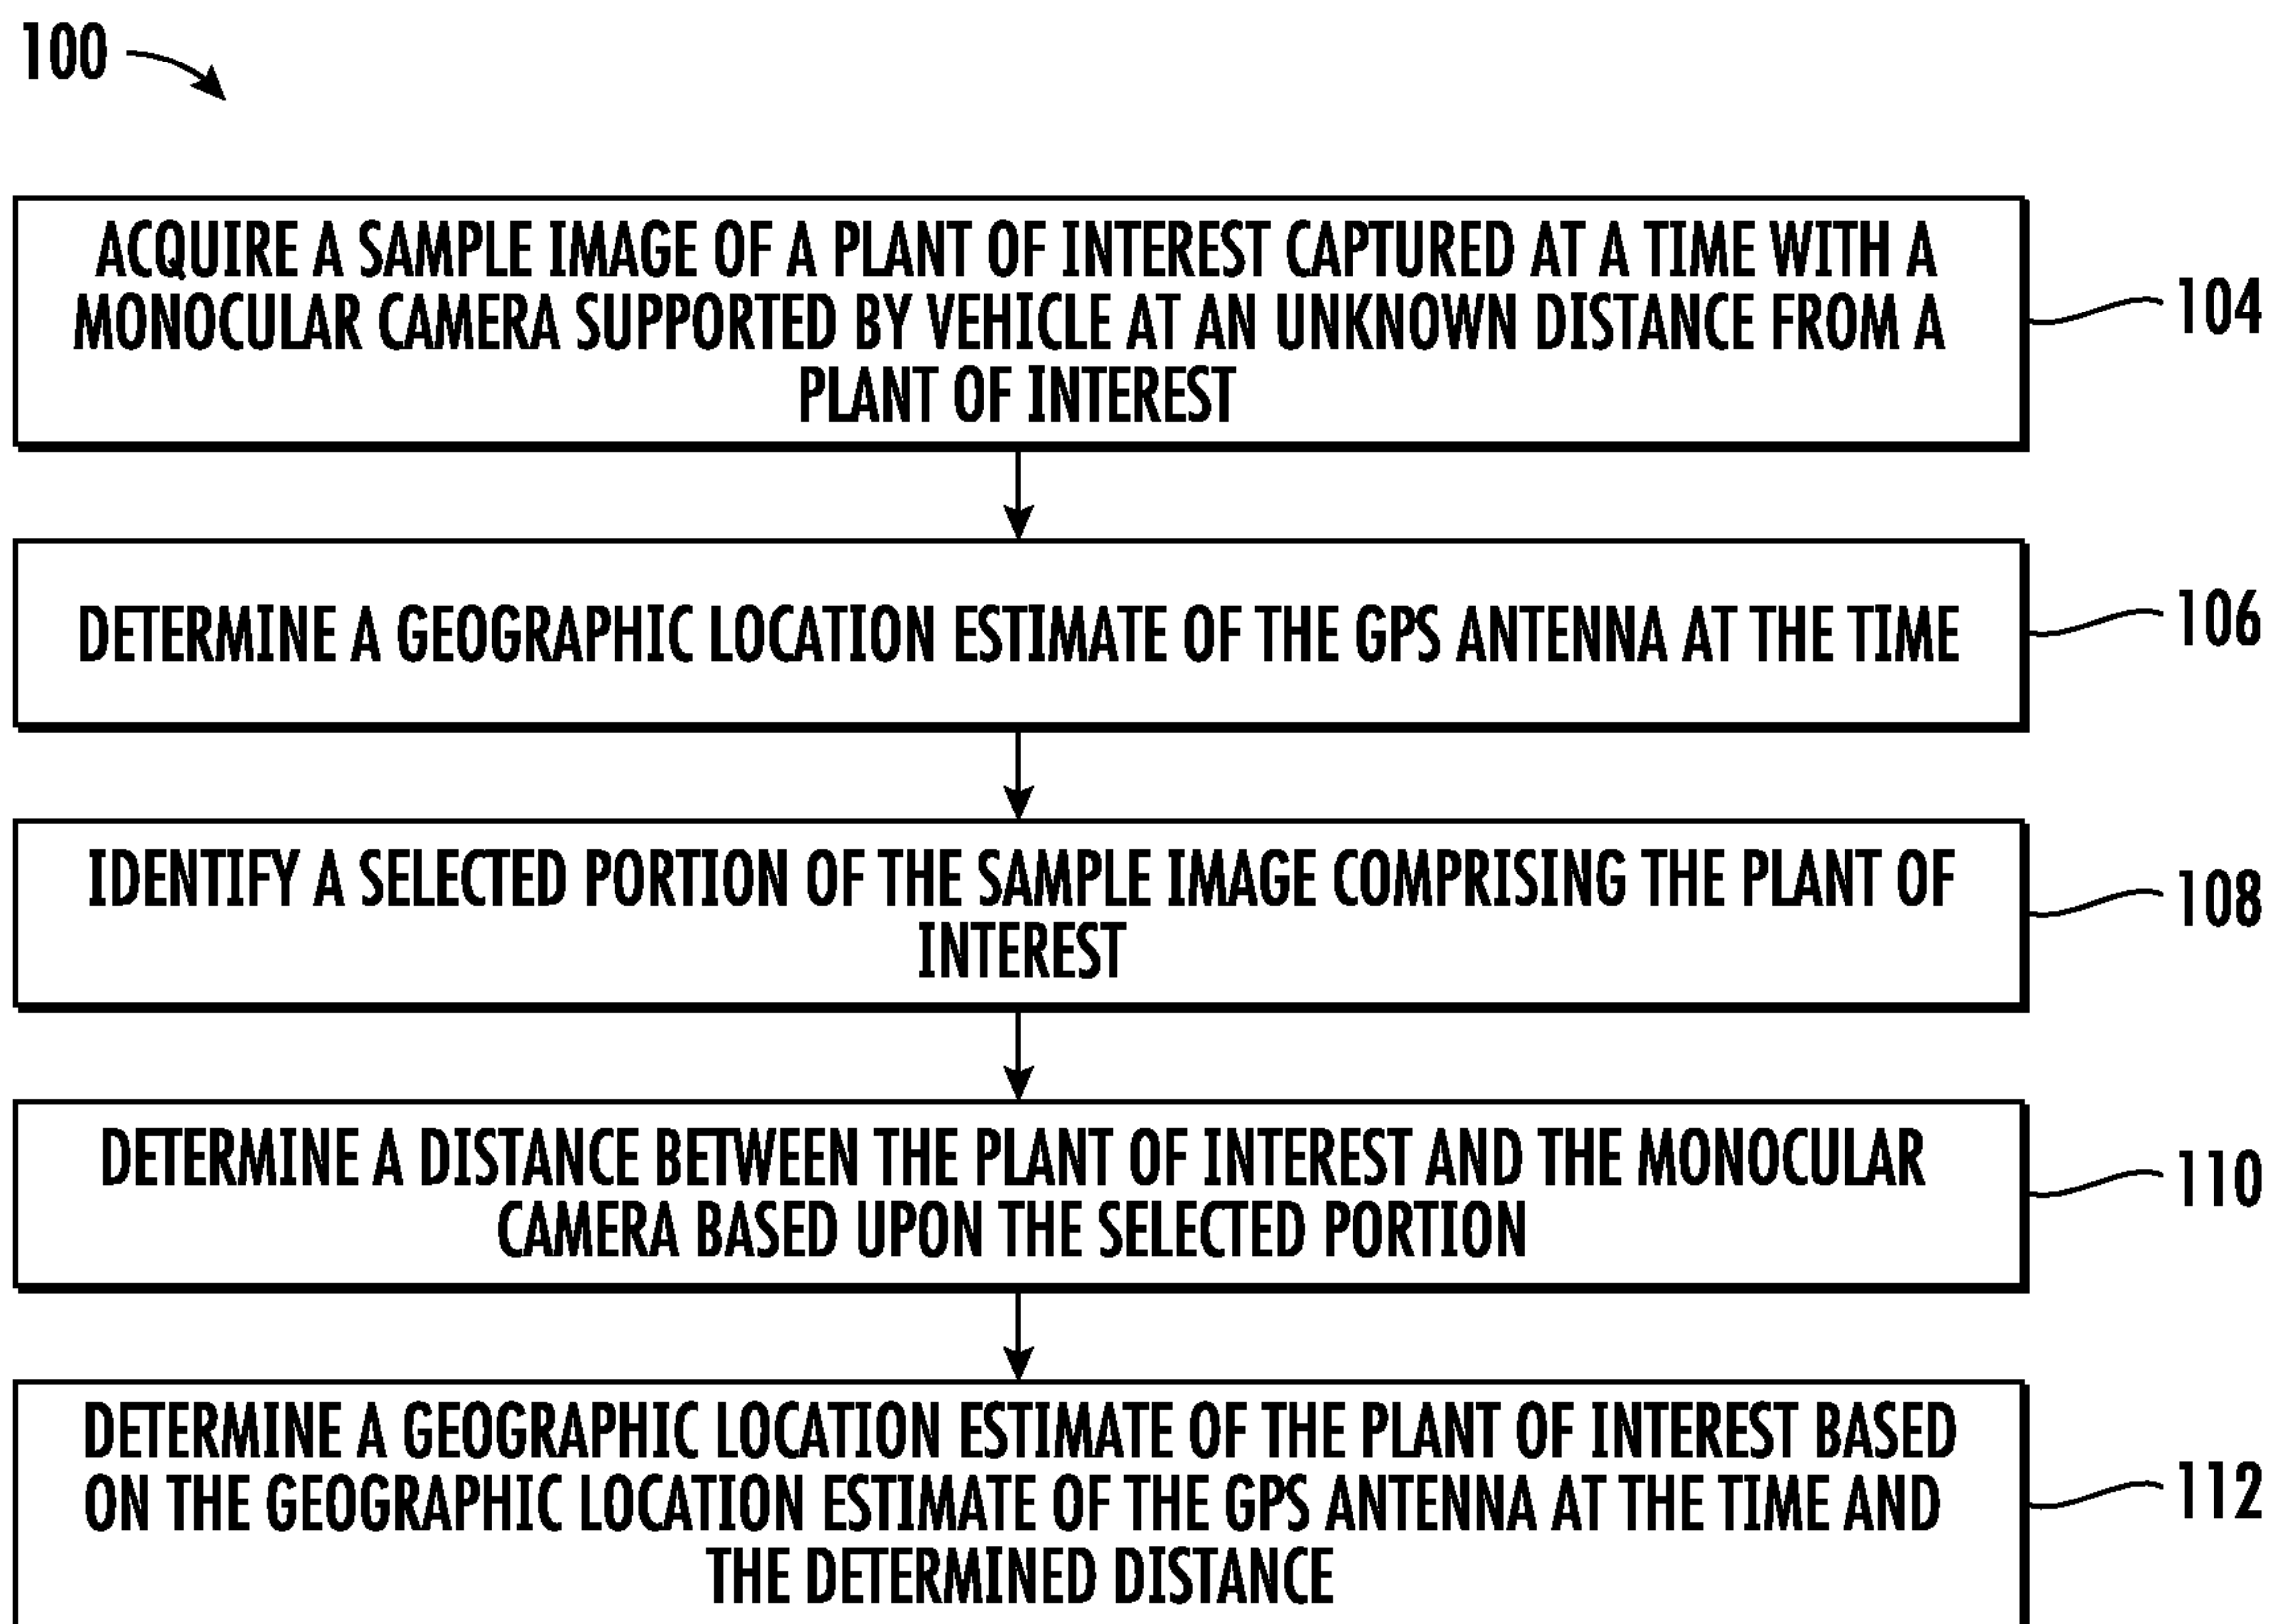 100
ACQUIRE A SAMPLE IMAGE OF A PLANT OF INTEREST CAPTURED AT A TIME WITH A
MONOCULAR CAMERA SUPPORTED BY VEHICLE AT AN UNKNOWN DISTANCE FROM A
PLANT OF INTEREST
104
DETERMINE A GEOGRAPHIC LOCATION ESTIMATE OF THE GPS ANTENNA AT THE TIME
106
IDENTIFY A SELECTED PORTION OF THE SAMPLE IMAGE COMPRISING THE PLANT OF
INTEREST
108
DETERMINE A DISTANCE BETWEEN THE PLANT OF INTEREST AND THE MONOCULAR
CAMERA BASED UPON THE SELECTED PORTION
110
DETERMINE A GEOGRAPHIC LOCATION ESTIMATE OF THE PLANT OF INTEREST BASED
ON THE GEOGRAPHIC LOCATION ESTIMATE OF THE GPS ANTENNA AT THE TIME AND
THE DETERMINED DISTANCE
112